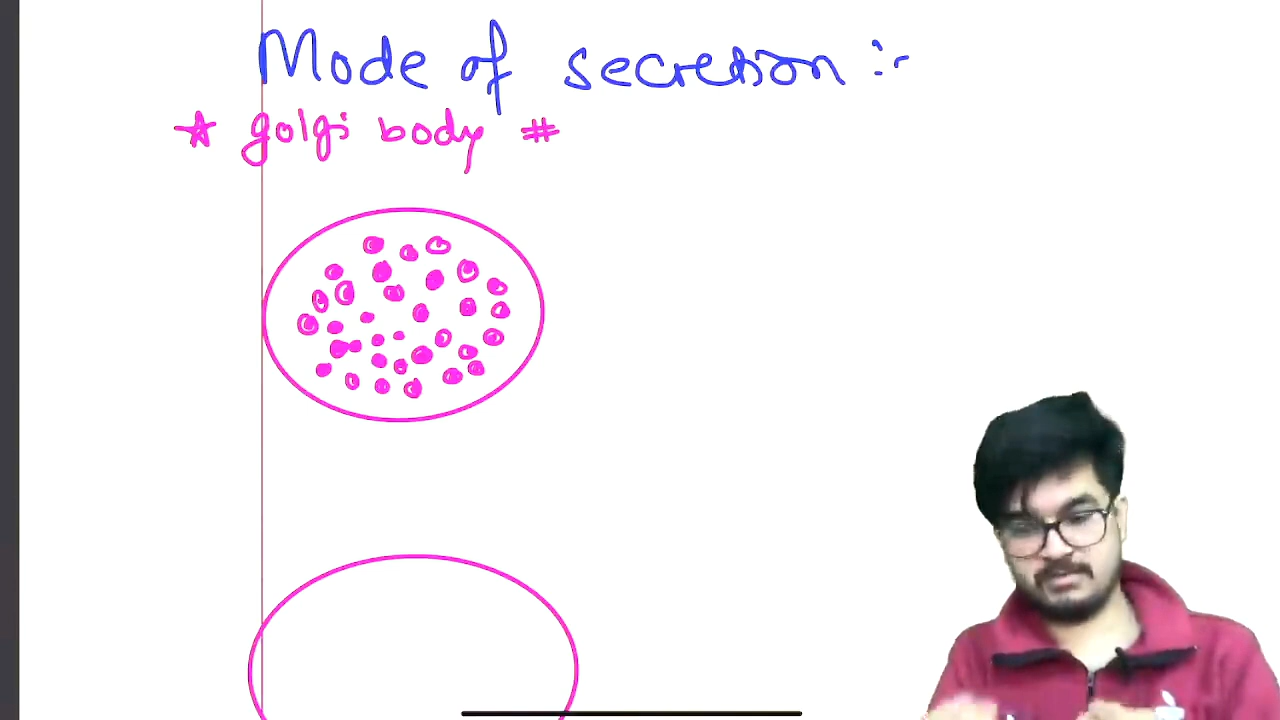 Mode of secretion :-
☆ golgi body #